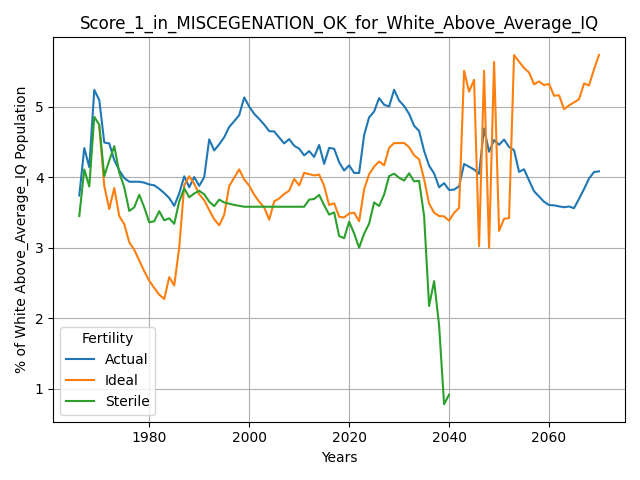 Score_1_in_MISCEGENATION_OK_for_White_Above_Average_IQ
% of White Above_Average_IQ Population
5
4
3
2
1
Fertility
Actual
Ideal
Sterile
1980 2000 2020 2040 2060
Years